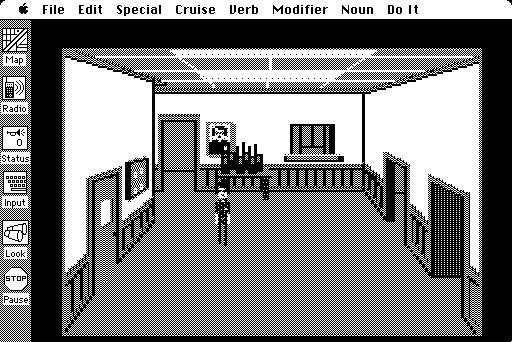 File Edit Special Cruise Verb Modifier Noun Do It
Map
Radio
0
Status
Input
Look
STOP
Pause